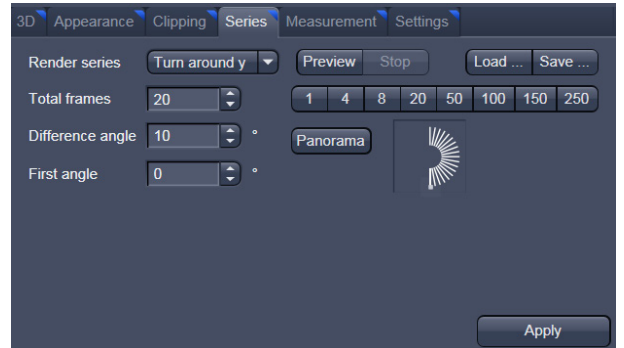 3D Appearance Clipping Series Measurement Settings
Render series Turn around y Preview Stop Load ... Save ...
Total frames 20 1 4 8 20 50 100 150 250
Difference angle 10 °
Panorama
First angle 0 °
Apply